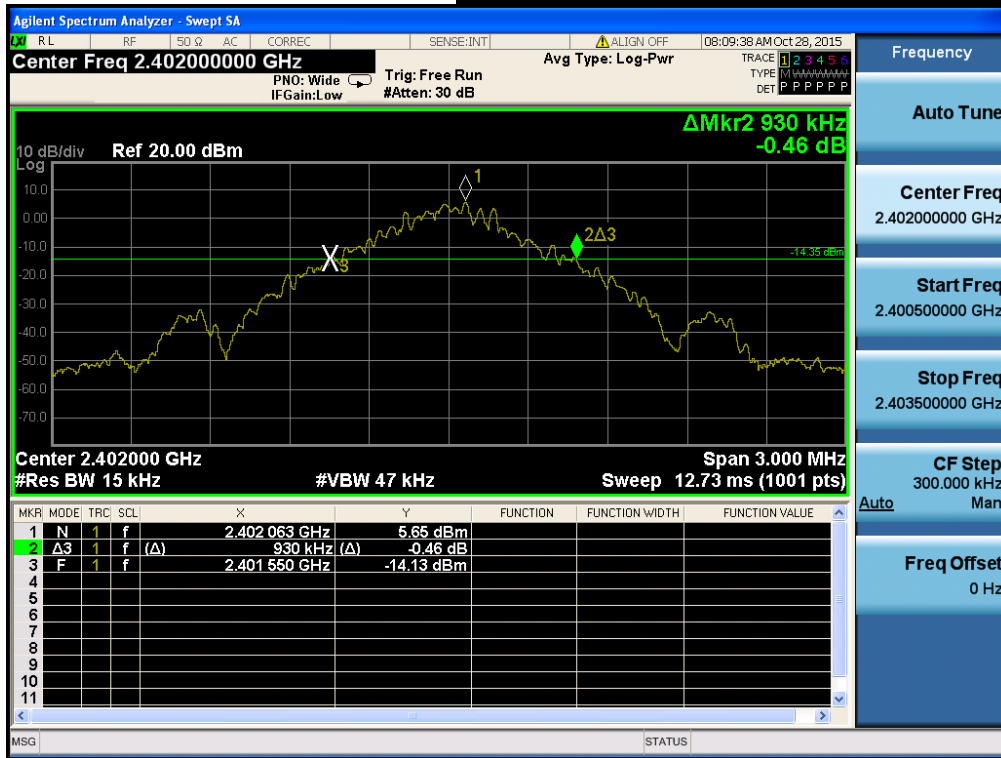 Agilent Spectrum Analyzer - Swept SA
LXI RL RF 50 Ω AC CORREC SENSE:INT ALIGN OFF 08:09:38 AM Oct 28, 2015
Center Freq 2.402000000 GHz
PNO: Wide
IFGain:Low
Trig: Free Run
#Atten: 30 dB
Avg Type: Log-Pwr
TRACE 1 2 3 4 5 6
TYPE M WWWWW
DET P P P P P P
ΔMkr2 930 kHz
-0.46 dB
10 dB/div Ref 20.00 dBm
Log
1
10.0
0.00
2Δ3
-10.0
-14.35 dBm
3
-20.0
-30.0
-40.0
-50.0
-60.0
-70.0
Center 2.402000 GHz Span 3.000 MHz
#Res BW 15 kHz #VBW 47 kHz Sweep 12.73 ms (1001 pts)
MKR MODE TRC SCL X Y FUNCTION FUNCTION WIDTH FUNCTION VALUE
1 N 1 f 2.402 063 GHz 5.65 dBm
2 Δ3 1 f (Δ) 930 kHz (Δ) -0.46 dB
3 F 1 f 2.401 550 GHz -14.13 dBm
4
5
6
7
8
9
10
11
MSG STATUS
Frequency
Auto Tune
Center Freq
2.402000000 GHz
Start Freq
2.400500000 GHz
Stop Freq
2.403500000 GHz
CF Step
300.000 kHz
Auto Man
Freq Offset
0 Hz